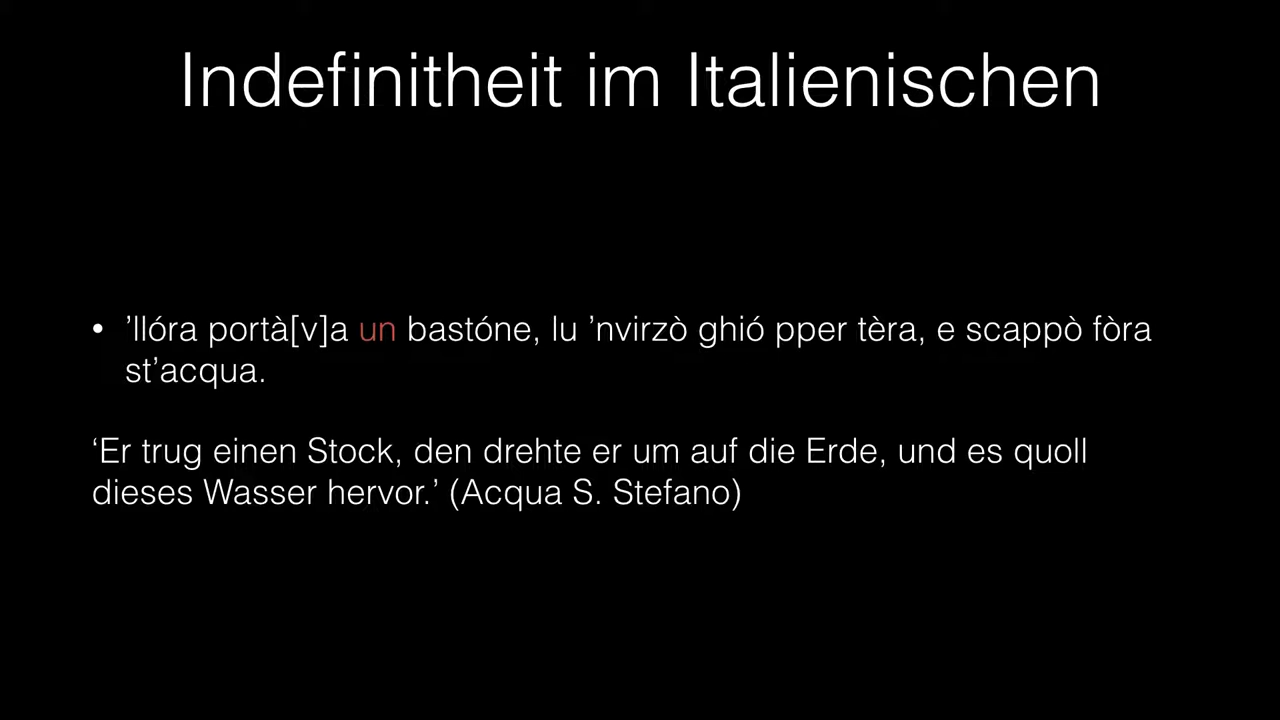 Indefinitheit im Italienischen
• ’llóra portà[v]a un bastóne, lu ’nvirzò ghió pper tèra, e scappò fòra
st’acqua.
‘Er trug einen Stock, den drehte er um auf die Erde, und es quoll
dieses Wasser hervor.’ (Acqua S. Stefano)